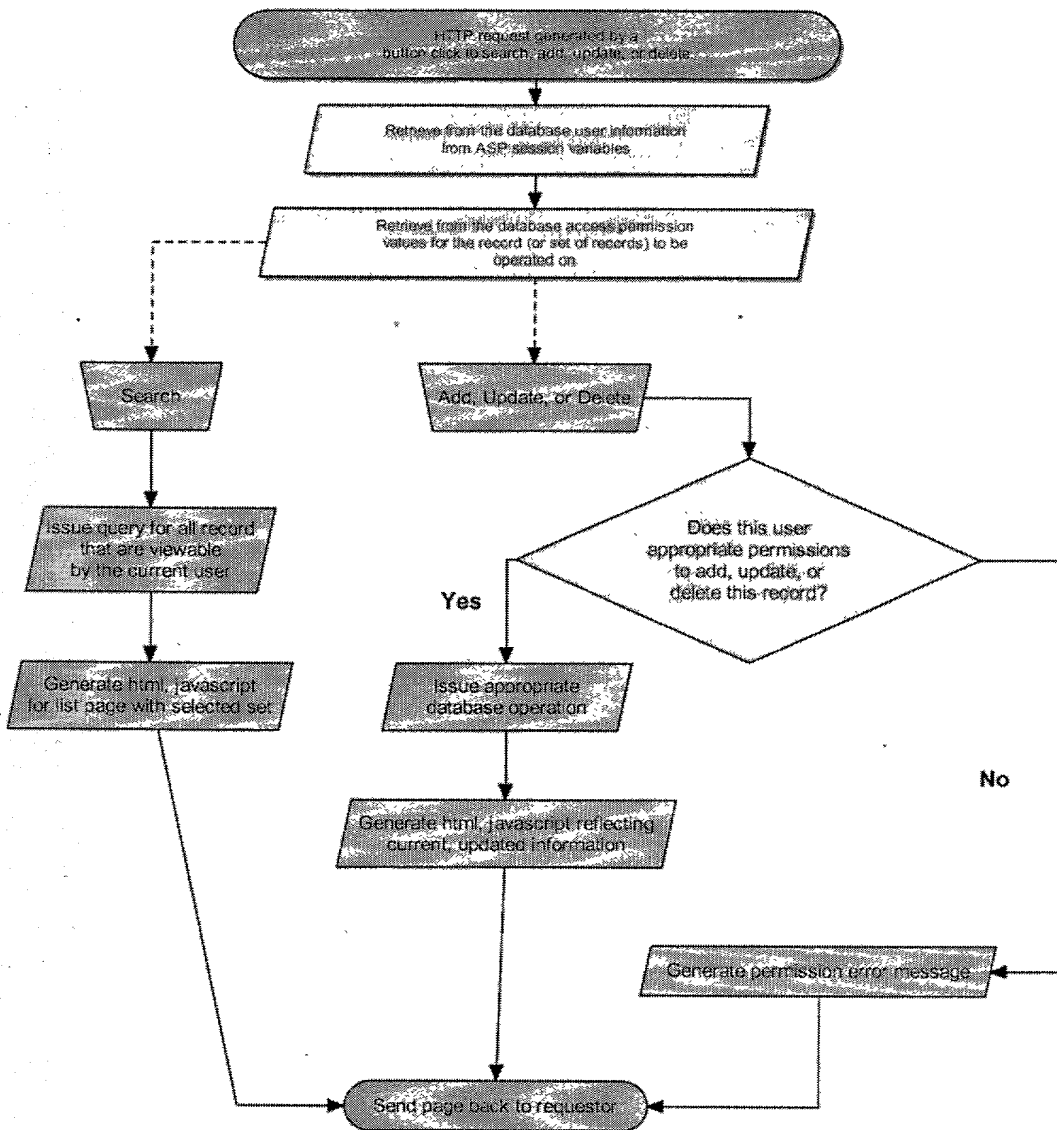 HTTP request generated by a
button click to search, add, update, or delete
Retrieve from the database user information
from ASP session variables
Retrieve from the database access permission
values for the record (or set of records) to be
operated on
Search
Add, Update, or Delete
Issue query for all record
that are viewable
by the current user
Does this user
appropriate permissions
to add, update, or
delete this record?
Yes
Generate html, javascript
for list page with selected set
Issue appropriate
database operation
No
Generate html, javascript reflecting
current, updated information
Generate permission error message
Send page back to requestor